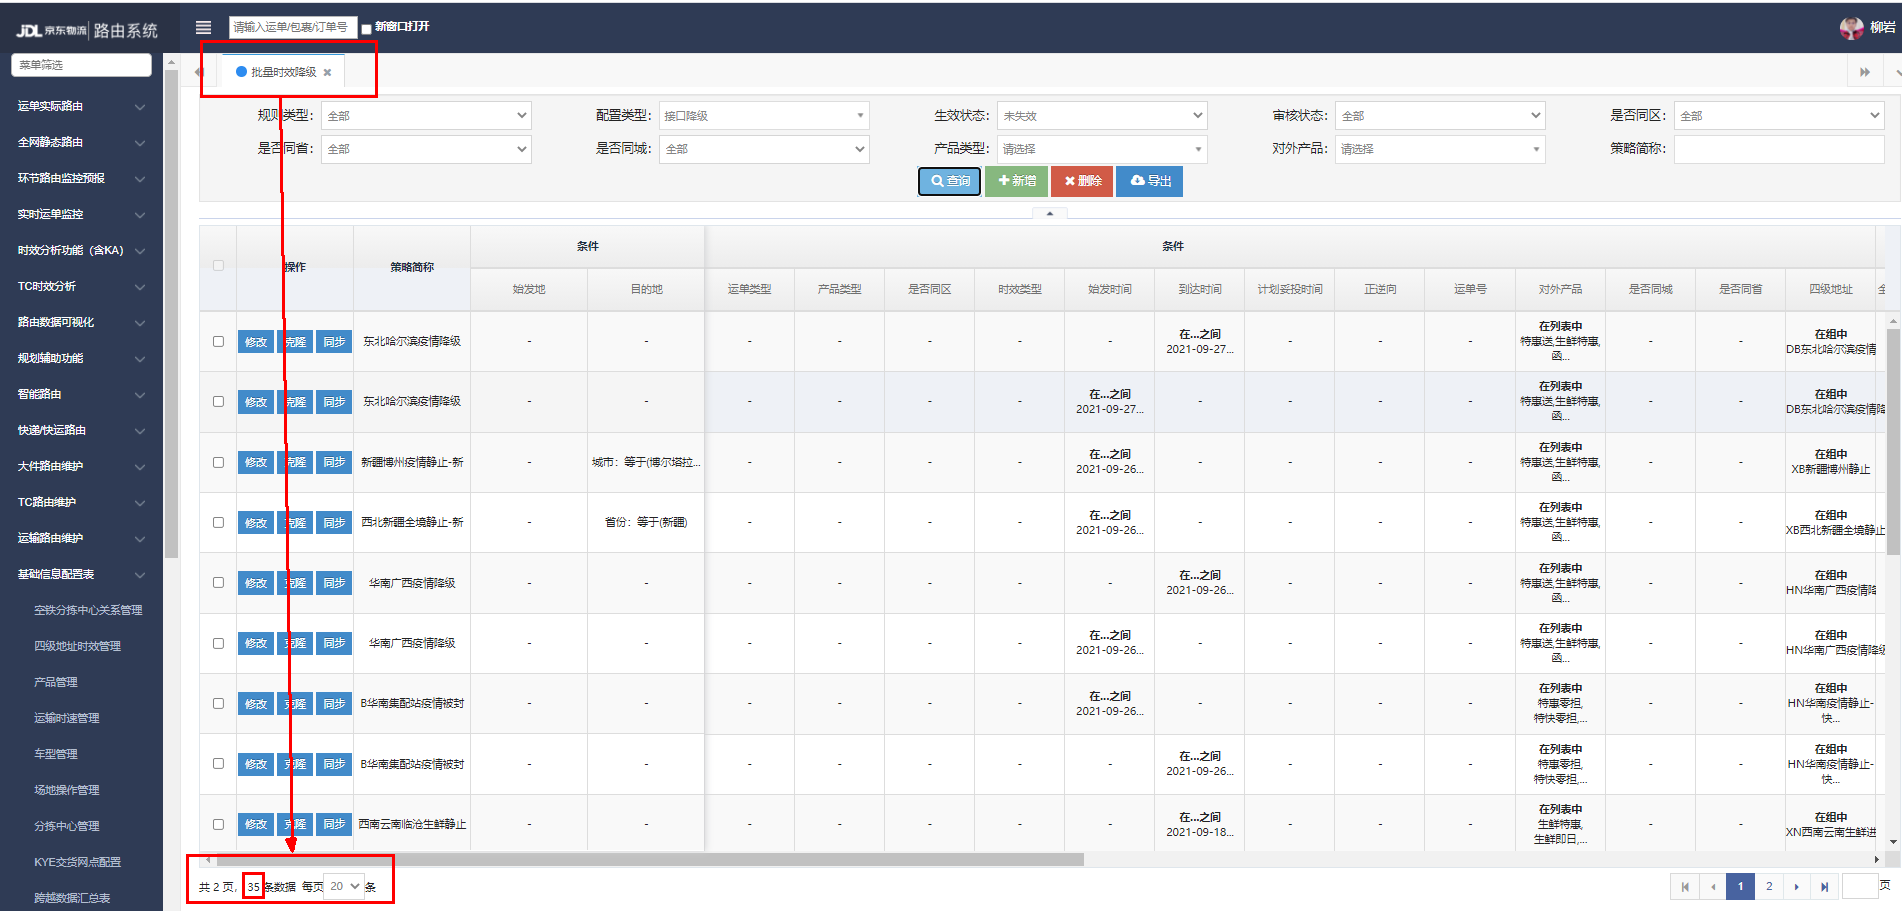 JDL 京东物流 路由系统
请输入运单/包裹/订单号 新窗口打开
柳岩
菜单筛选
批量时效降级
运单实际路由
全网静态路由
环节路由监控预报
实时运单监控
时效分析功能（含KA）
TC时效分析
路由数据可视化
规划辅助功能
智能路由
快递/快运路由
大件路由维护
TC路由维护
运输路由维护
基础信息配置表
空铁分拣中心关系管理
四级地址时效管理
产品管理
运输时速管理
车型管理
场地操作管理
分拣中心管理
KYE交货网点配置
跨越数据汇总表
规则类型： 全部 配置类型： 接口降级 生效状态： 未失效 审核状态： 全部 是否同区： 全部
是否同省： 全部 是否同城： 全部 产品类型： 请选择 对外产品： 请选择 策略简称：
查询 新增 删除 导出
操作 策略简称 条件 条件
始发地 目的地 运单类型 产品类型 是否同区 时效类型 始发时间 到达时间 计划妥投时间 正逆向 运单号 对外产品 是否同城 是否同省 四级地址
修改 克隆 同步 东北哈尔滨疫情降级 - - - - - - - 在...之间 2021-09-27... - - - 在列表中 特惠送,生鲜特惠,函... - - 在组中 DB东北哈尔滨疫情
修改 克隆 同步 东北哈尔滨疫情降级 - - - - - - 在...之间 2021-09-27... - - - - 在列表中 特惠送,生鲜特惠,函... - - 在组中 DB东北哈尔滨疫情降
修改 克隆 同步 新疆博州疫情静止-新 - 城市：等于(博尔塔拉... - - - - 在...之间 2021-09-26... - - - - 在列表中 特惠送,生鲜特惠,函... - - 在组中 XB新疆博州静止
修改 克隆 同步 西北新疆全境静止-新 - 省份：等于(新疆) - - - - 在...之间 2021-09-26... - - - - 在列表中 特惠送,生鲜特惠,函... - - 在组中 XB西北新疆全境静止
修改 克隆 同步 华南广西疫情降级 - - - - - - - 在...之间 2021-09-26... - - - 在列表中 特惠送,生鲜特惠,函... - - 在组中 HN华南广西疫情降
修改 克隆 同步 华南广西疫情降级 - - - - - - 在...之间 2021-09-26... - - - - 在列表中 特惠送,生鲜特惠,函... - - 在组中 HN华南广西疫情降级
修改 克隆 同步 B华南集配站疫情被封 - - - - - - 在...之间 2021-09-26... - - - - 在列表中 特惠零担,特快零担,... - - 在组中 HN华南疫情静止-快...
修改 克隆 同步 B华南集配站疫情被封 - - - - - - - 在...之间 2021-09-26... - - - 在列表中 特惠零担,特快零担,... - - 在组中 HN华南疫情静止-快...
修改 克隆 同步 西南云南临沧生鲜静止 - - - - - - - 在...之间 2021-09-18... - - - 在列表中 生鲜特惠,生鲜即日,... - - 在组中 XN西南云南生鲜进
共 2 页, 35条数据 每页 20 条
1 2 页